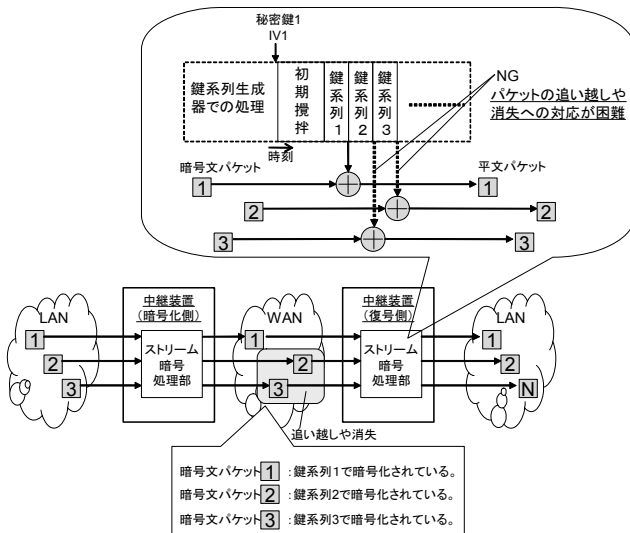 秘密鍵1
IV1
鍵系列生成
器での処理
初期攪拌
鍵系列1
鍵系列2
鍵系列3
NG
パケットの追い越しや
消失への対応が困難
時刻
暗号文パケット
平文パケット
1
1
2
2
3
3
LAN
中継装置
(暗号化側)
WAN
中継装置
(復号側)
LAN
1
2
3
ストリーム
暗号
処理部
1
2
3
ストリーム
暗号
処理部
1
2
N
追い越しや消失
暗号文パケット1:鍵系列1で暗号化されている。
暗号文パケット2:鍵系列2で暗号化されている。
暗号文パケット3:鍵系列3で暗号化されている。